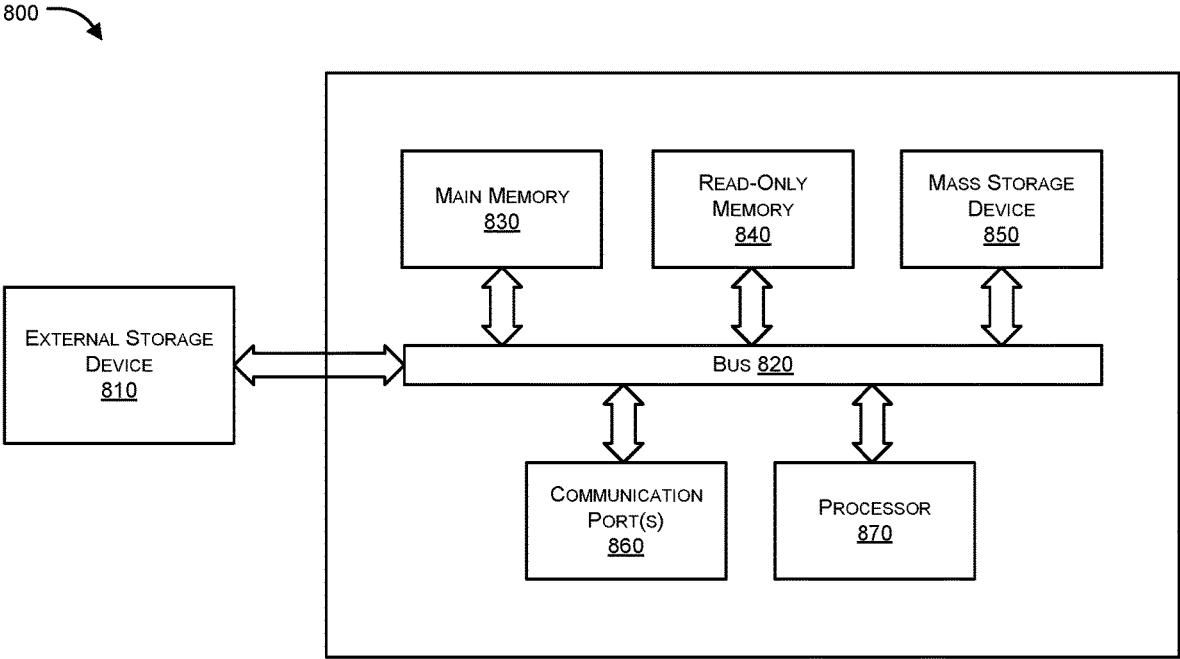 800
MAIN MEMORY
830
READ-ONLY
MEMORY
840
MASS STORAGE
DEVICE
850
EXTERNAL STORAGE
DEVICE
810
BUS 820
COMMUNICATION
PORT(S)
860
PROCESSOR
870